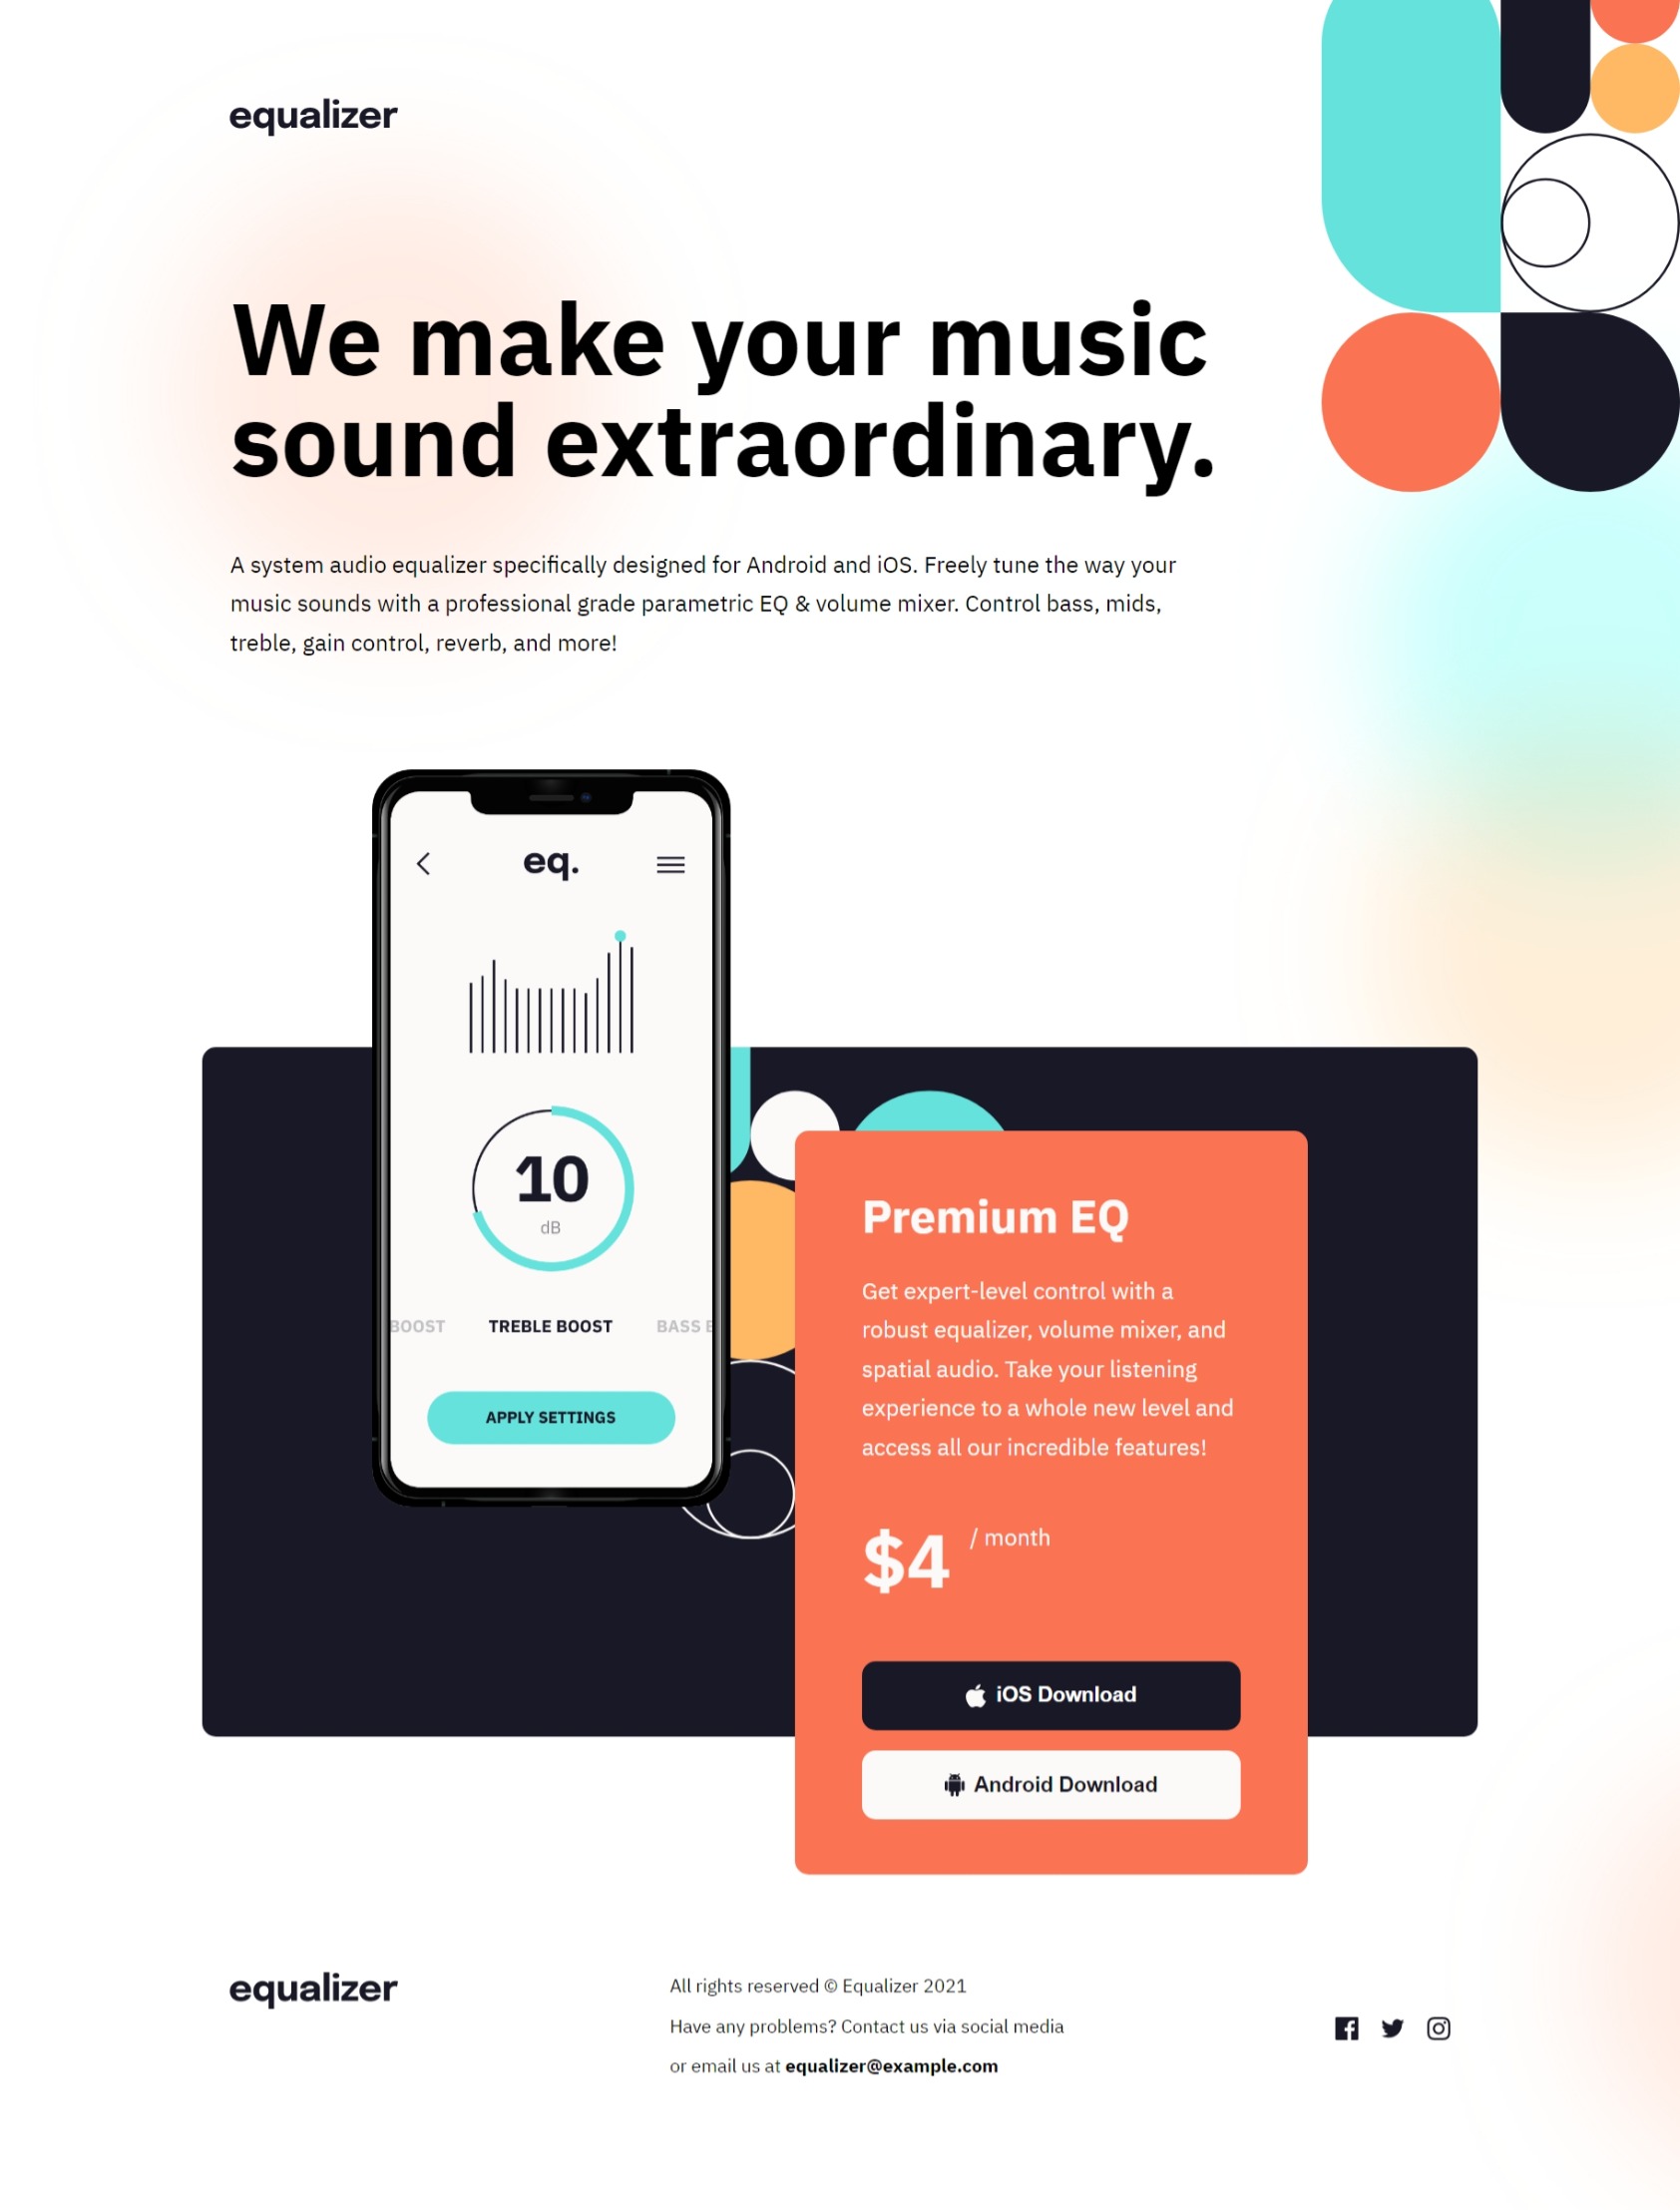 equalizer
We make your music
sound extraordinary.
A system audio equalizer specifically designed for Android and iOS. Freely tune the way your
music sounds with a professional grade parametric EQ & volume mixer. Control bass, mids,
treble, gain control, reverb, and more!
eq.
10
dB
BOOST TREBLE BOOST BASS
APPLY SETTINGS
Premium EQ
Get expert-level control with a
robust equalizer, volume mixer, and
spatial audio. Take your listening
experience to a whole new level and
access all our incredible features!
$4 / month
iOS Download
Android Download
equalizer
All rights reserved © Equalizer 2021
Have any problems? Contact us via social media
or email us at equalizer@example.com